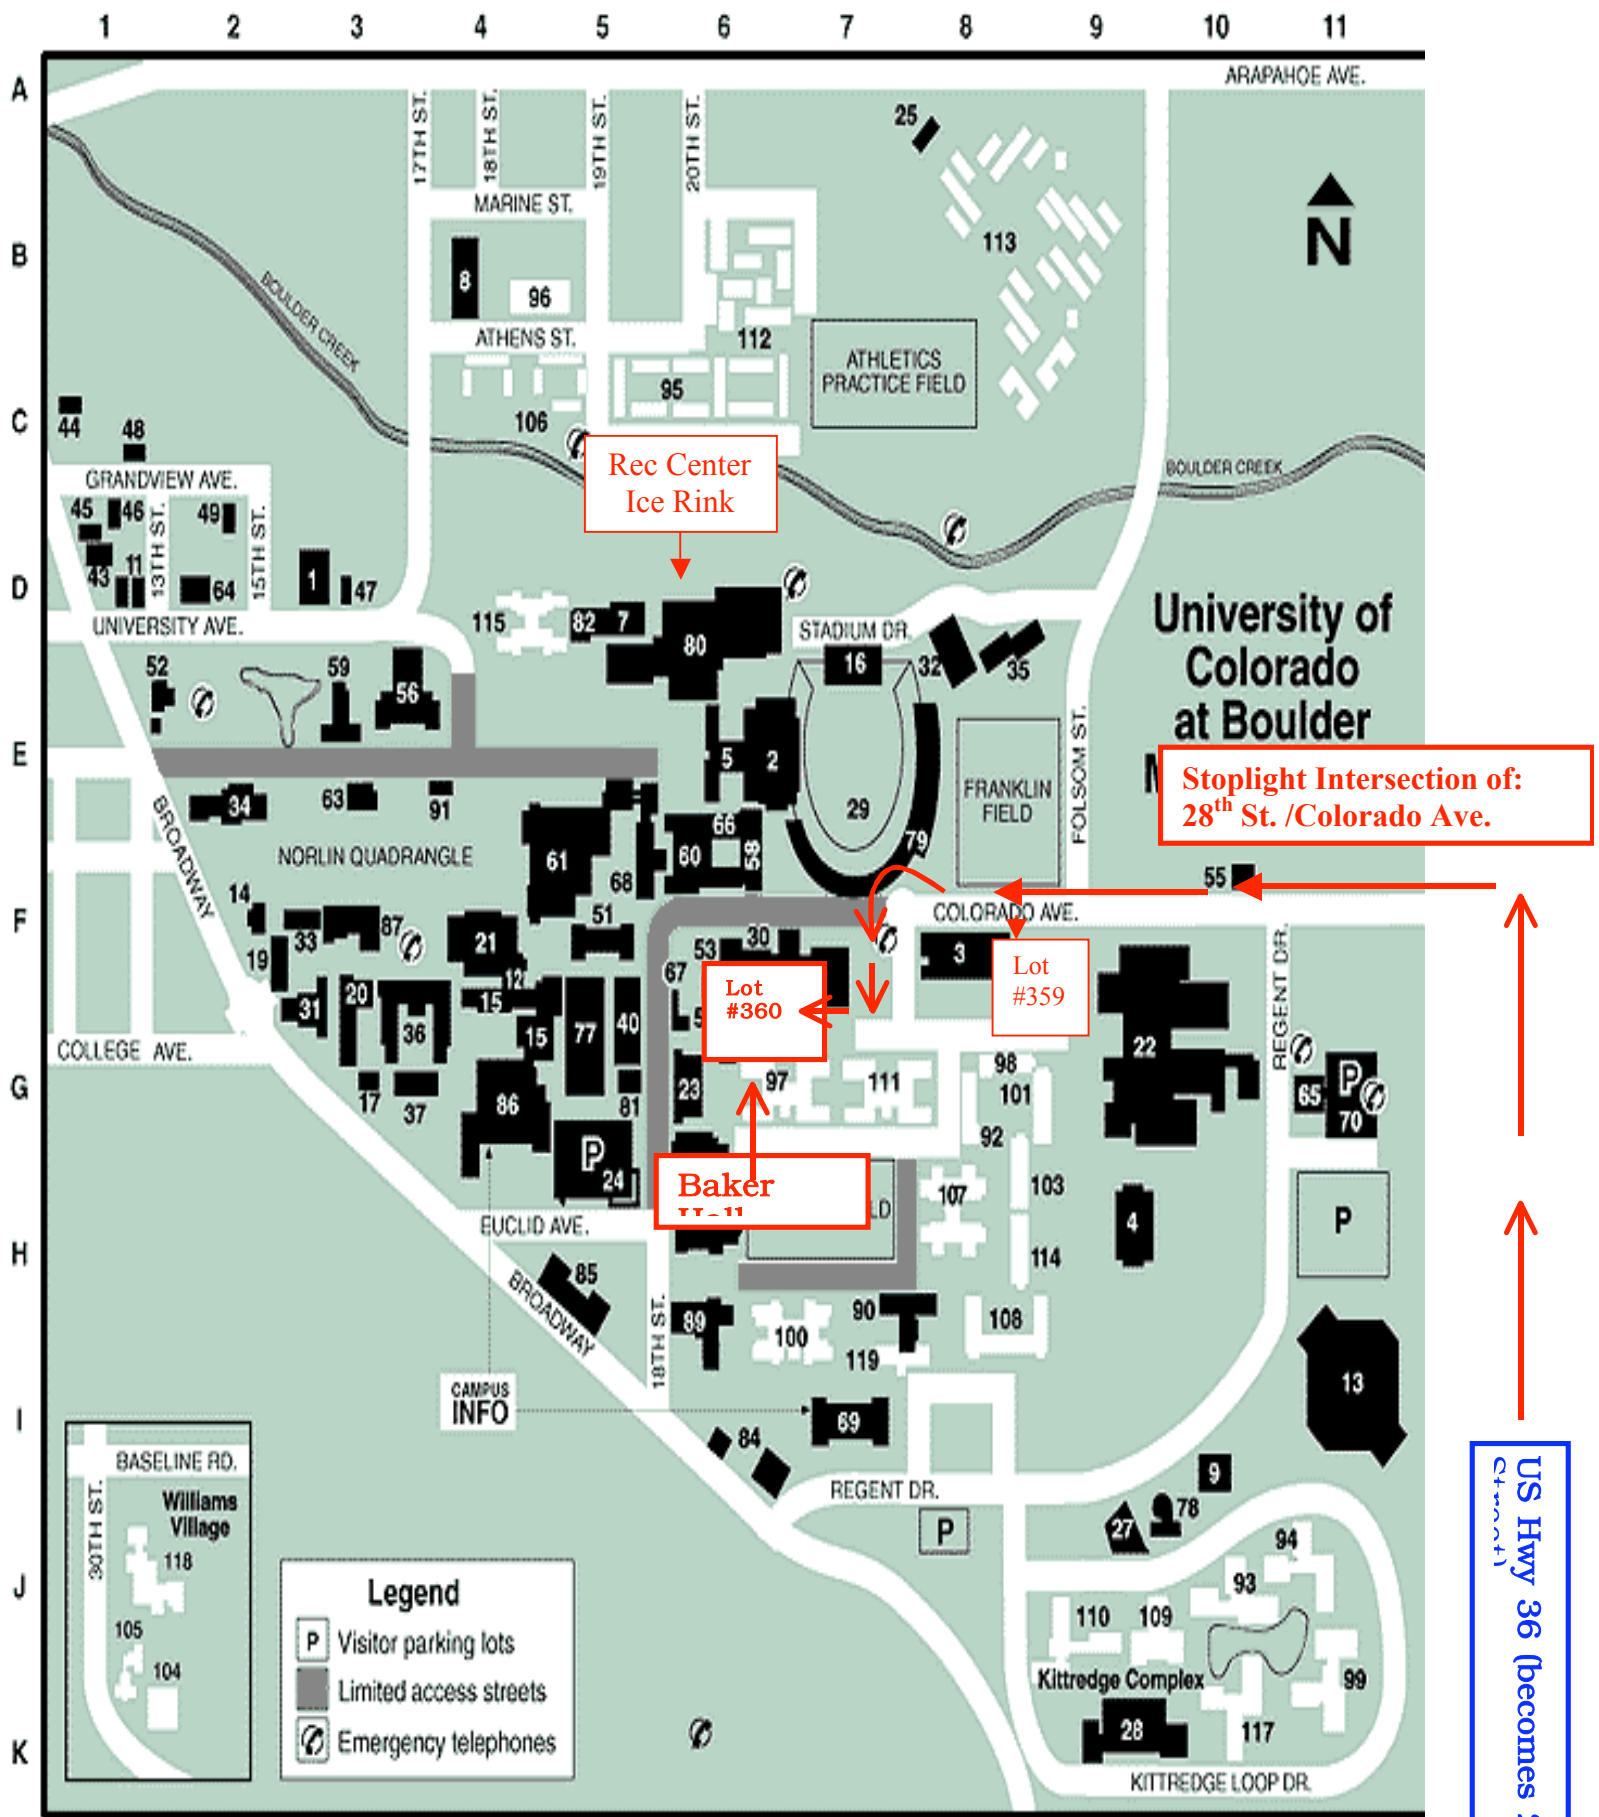 1 2 3 4 5 6 7 8 9 10 11
A
ARAPAHOE AVE.
17TH ST.
18TH ST.
19TH ST.
20TH ST.
25
MARINE ST.
113
N
B
BOULDER CREEK
8
96
ATHENS ST.
112
ATHLETICS
PRACTICE FIELD
95
C
44
48
106
Rec Center
Ice Rink
BOULDER CREEK
GRANDVIEW AVE.
45
46
49
13TH ST.
15TH ST.
43
11
64
1
47
D
UNIVERSITY AVE.
115
82
7
80
STADIUM DR.
16
32
35
University of
Colorado
at Boulder
M
52
59
56
E
5
2
29
79
FRANKLIN
FIELD
FOLSOM ST.
Stoplight Intersection of:
28th St. /Colorado Ave.
34
63
91
BROADWAY
NORLIN QUADRANGLE
61
68
66
60
58
55
14
F
33
87
51
21
COLORADO AVE.
19
53
30
3
67
Lot
#359
REGENT DR.
12
20
31
36
15
15
77
40
Lot
#360
5
22
COLLEGE AVE.
G
17
37
86
81
23
97
111
98
101
92
65
P
70
P
24
Baker
Hall
LD
107
103
4
P
EUCLID AVE.
H
114
85
BROADWAY
18TH ST.
89
90
100
119
108
13
CAMPUS
INFO
I
69
84
BASELINE RD.
30TH ST.
Williams
Village
118
105
104
REGENT DR.
P
9
78
27
94
US Hwy 36 (becomes
Street)
J
93
110
109
Legend
P Visitor parking lots
Limited access streets
Emergency telephones
Kittredge Complex
99
28
117
K
KITTREDGE LOOP DR.